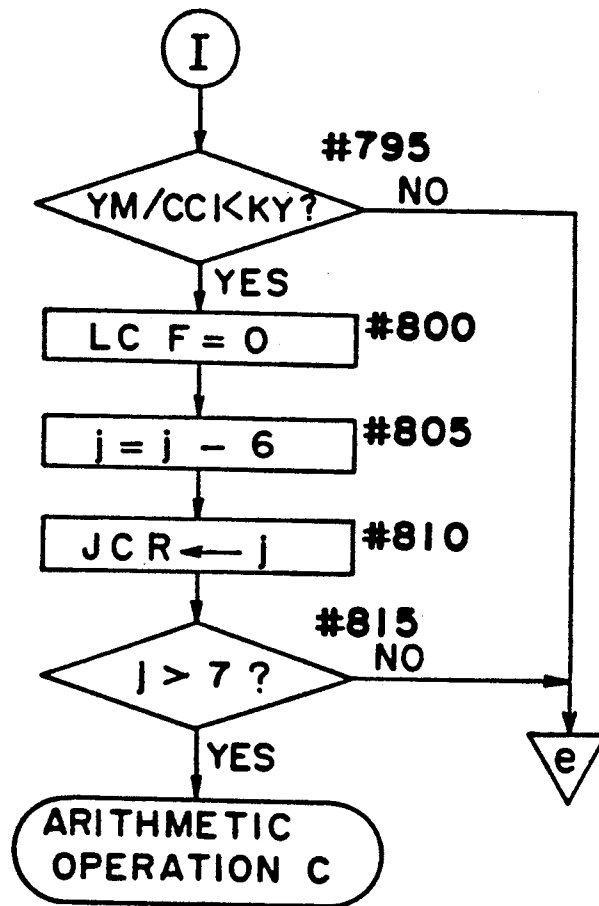 I
#795
YM/CCI<KY?
NO
YES
LC F = 0
#800
j = j - 6
#805
JCR ← j
#810
#815
j > 7 ?
NO
YES
e
ARITHMETIC
OPERATION C